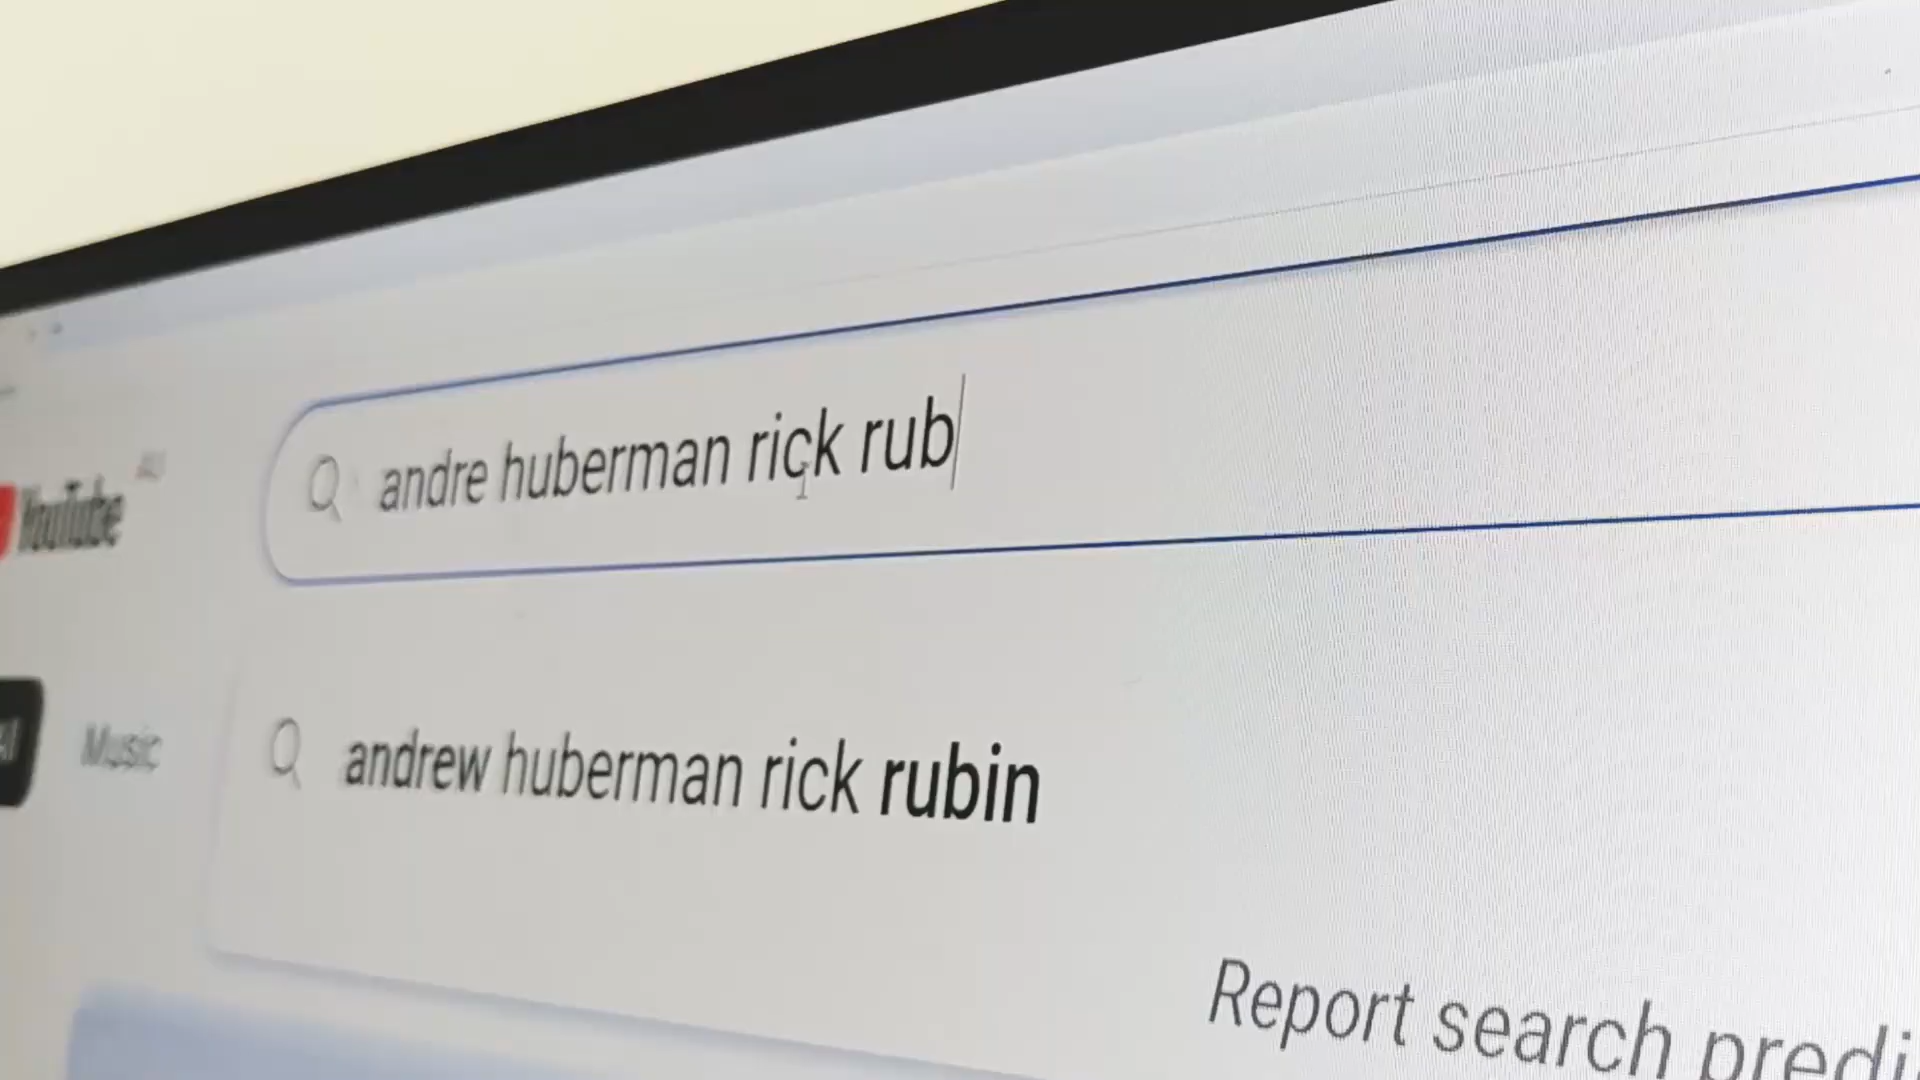 andre huberman rick rub
YouTube
Music
andrew huberman rick rubin
Report search predi